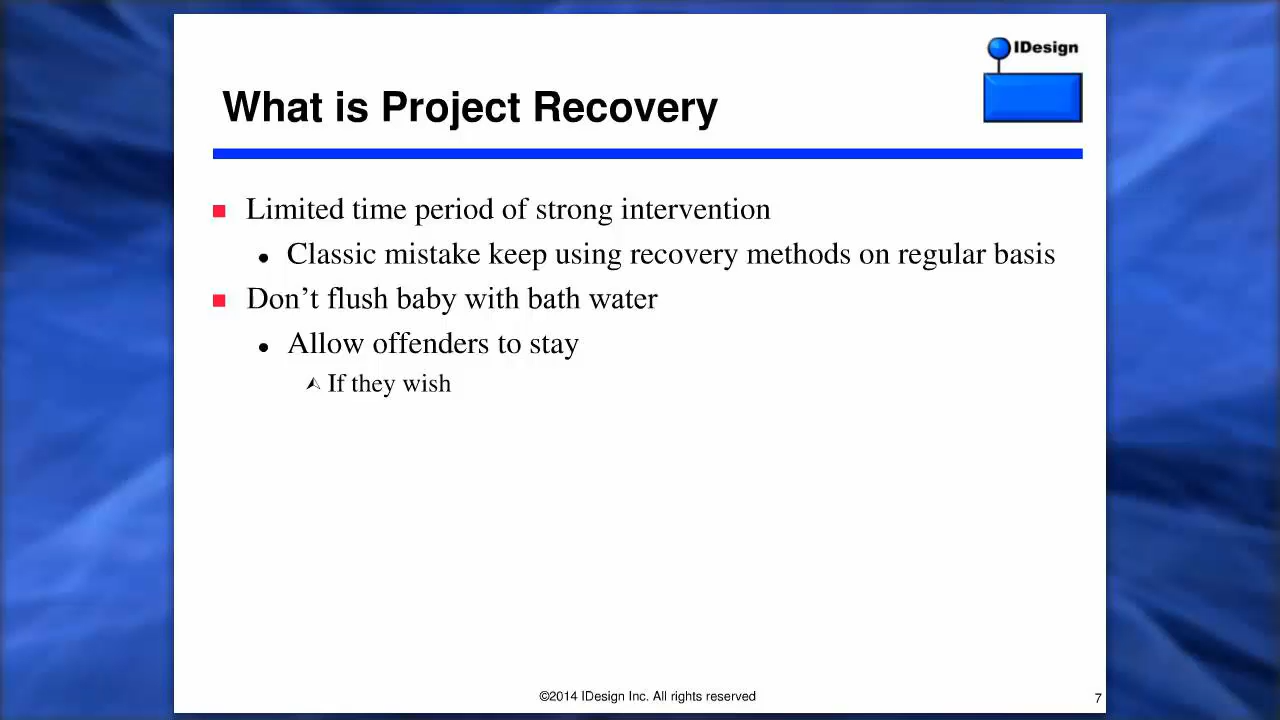 IDesign
What is Project Recovery
Limited time period of strong intervention
Classic mistake keep using recovery methods on regular basis
Don’t flush baby with bath water
Allow offenders to stay
If they wish
©2014 IDesign Inc. All rights reserved
7